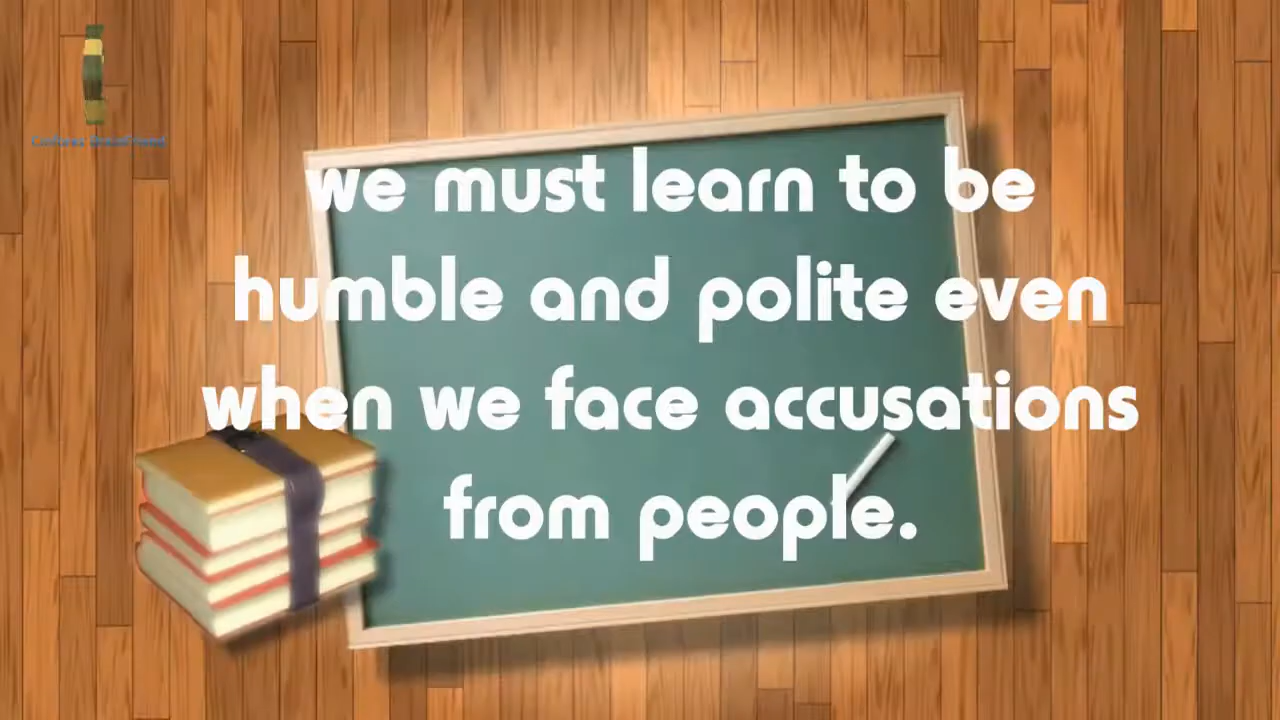 we must learn to be
humble and polite even
when we face accusations
from people.